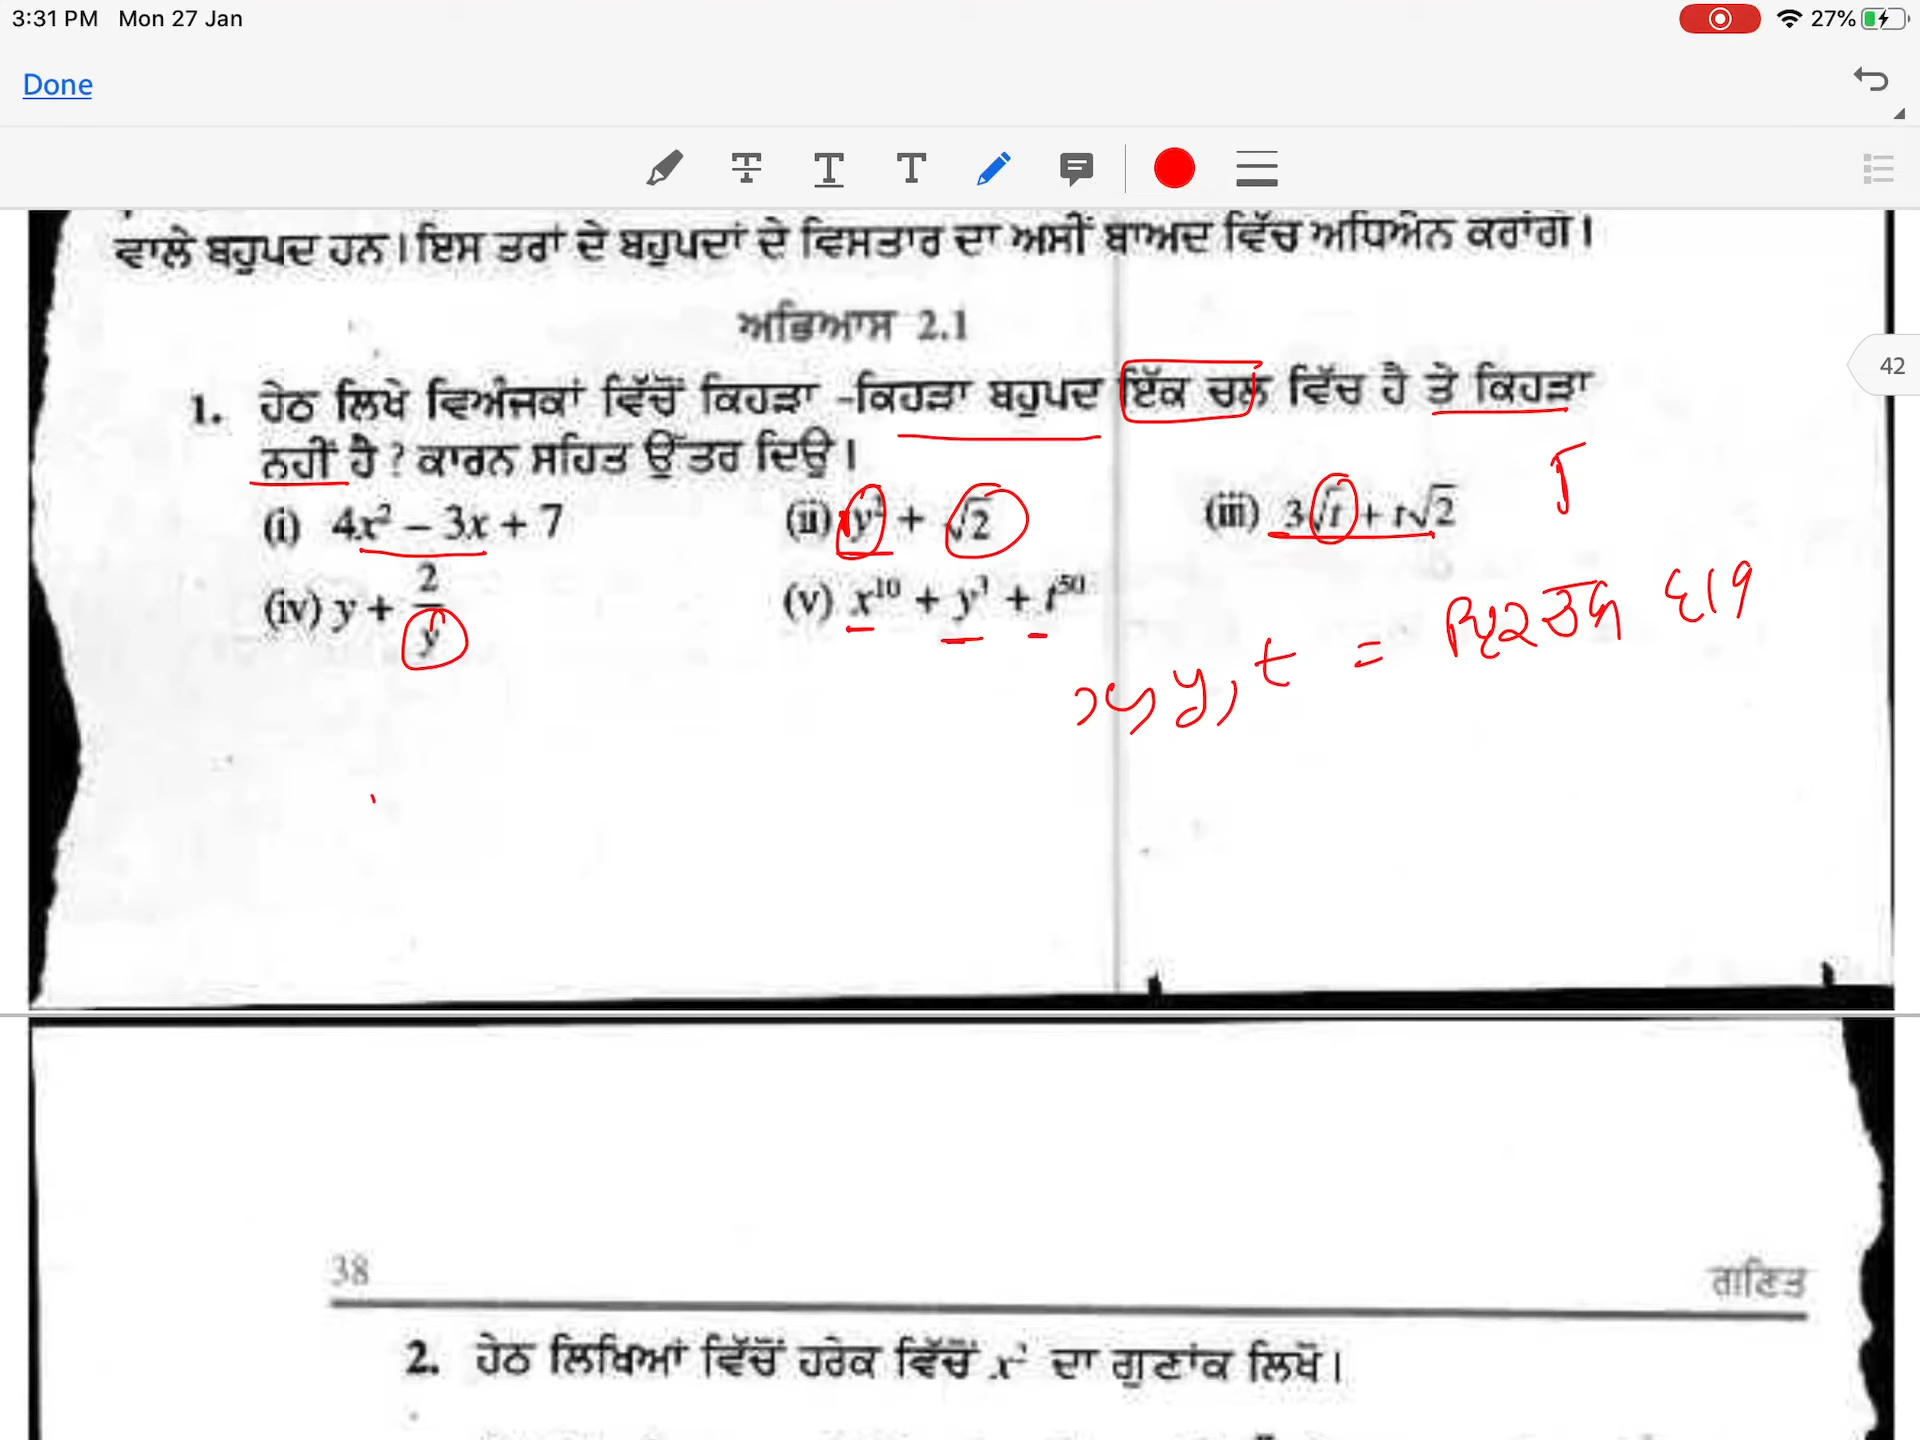 3:31 PM Mon 27 Jan 27%
Done
ਵਾਲੇ ਬਹੁਪਦ ਹਨ। ਇਸ ਤਰਾਂ ਦੇ ਬਹੁਪਦਾਂ ਦੇ ਵਿਸਤਾਰ ਦਾ ਅਸੀਂ ਬਾਅਦ ਵਿੱਚ ਅਧਿਐਨ ਕਰਾਂਗੇ।
ਅਭਿਆਸ 2.1
42
1. ਹੇਠ ਲਿਖੇ ਵਿਅੰਜਕਾਂ ਵਿੱਚੋਂ ਕਿਹੜਾ -ਕਿਹੜਾ ਬਹੁਪਦ ਇੱਕ ਚਲ ਵਿੱਚ ਹੈ ਤੇ ਕਿਹੜਾ
ਨਹੀਂ ਹੈ? ਕਾਰਨ ਸਹਿਤ ਉੱਤਰ ਦਿਉ।
(i) 4x² – 3x + 7 (ii) y² + √2 (iii) 3√t + t√2
(iv) y + 2/y (v) x¹⁰ + y³ + t⁵⁰
y, t =
38 ਗਣਿਤ
2. ਹੇਠ ਲਿਖਿਆਂ ਵਿੱਚੋਂ ਹਰੇਕ ਵਿੱਚੋਂ x² ਦਾ ਗੁਣਾਂਕ ਲਿਖੋ।